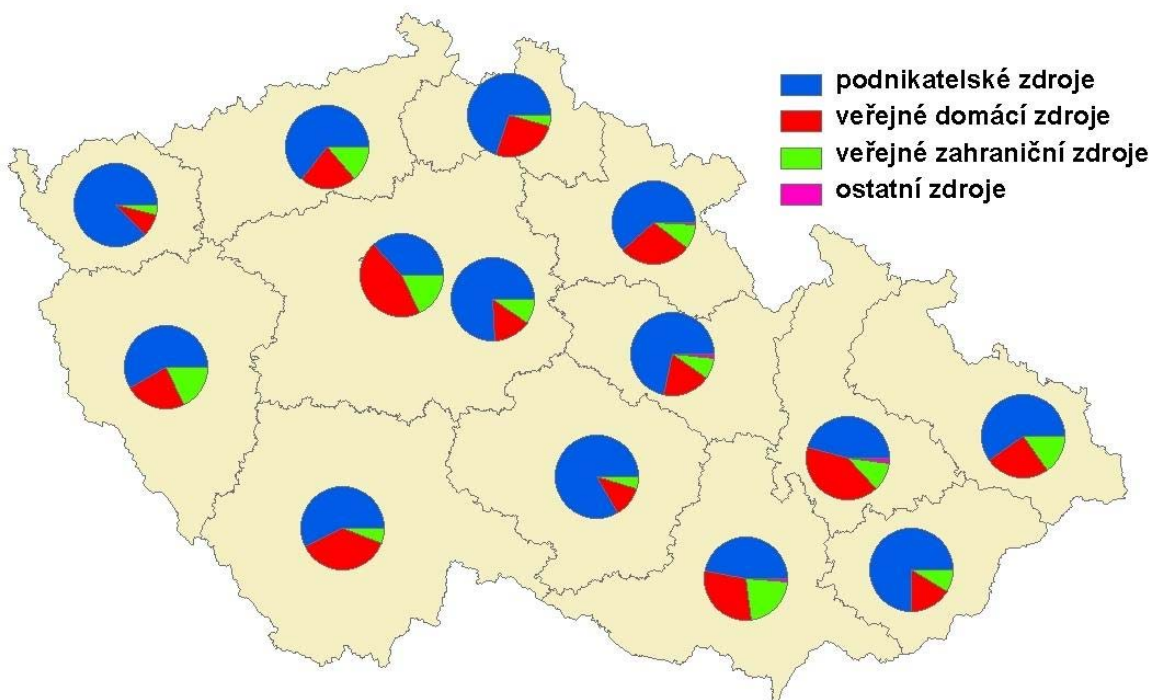 podnikatelské zdroje
veřejné domácí zdroje
veřejné zahraniční zdroje
ostatní zdroje